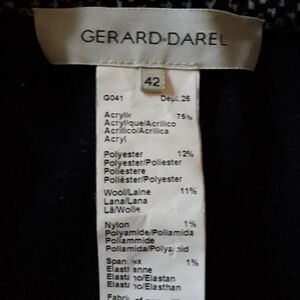 GERARD·DAREL
42
G041 Dept.26
Acrylic 75%
Acrylique/Acrilico
Acrilico/Acrilica
Acryl
Polyester 12%
Polyester/Poliester
Poliestere
Poliéster/Polyester
Wool/Laine 11%
Lana/Lana
Lã/Wolle
Nylon 1%
Polyamide/Poliamida
Poliammide
Poliamida/Polyamid
Spandex 1%
Elasthanne
Elastano/Elastan
Elastano/Elasthan